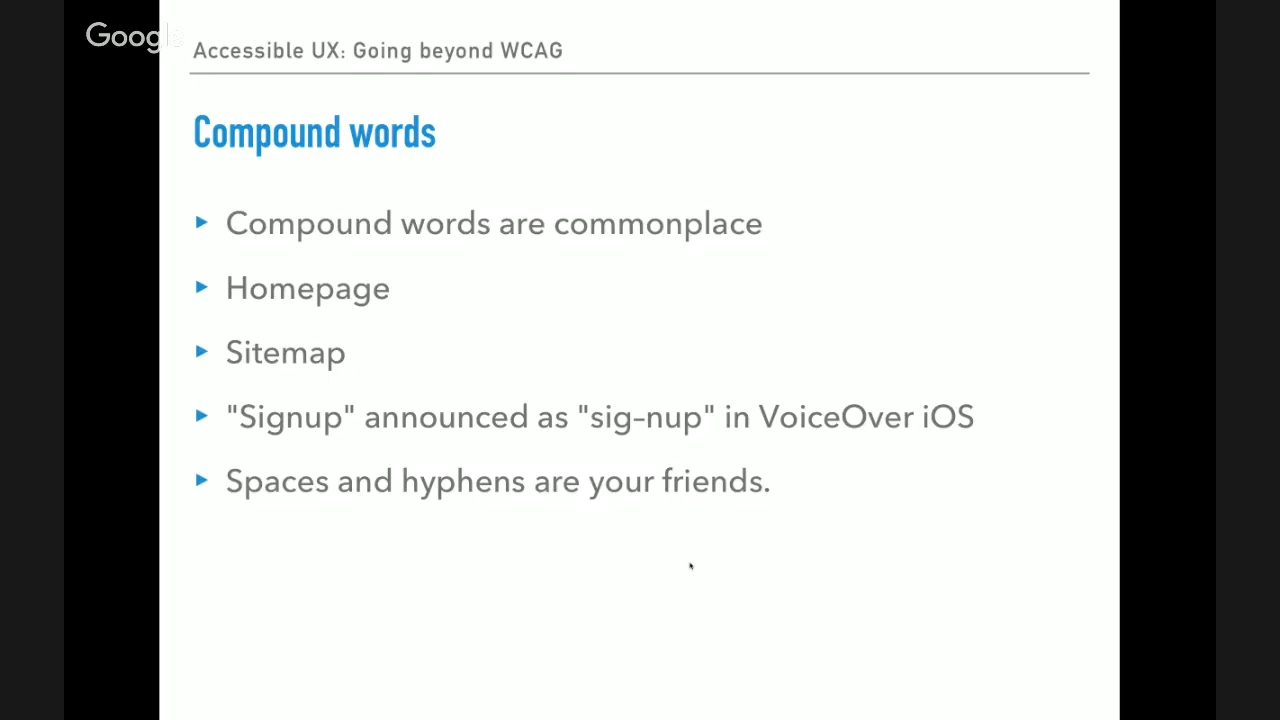 Google
Accessible UX: Going beyond WCAG
Compound words
Compound words are commonplace
Homepage
Sitemap
"Signup" announced as "sig–nup" in VoiceOver iOS
Spaces and hyphens are your friends.